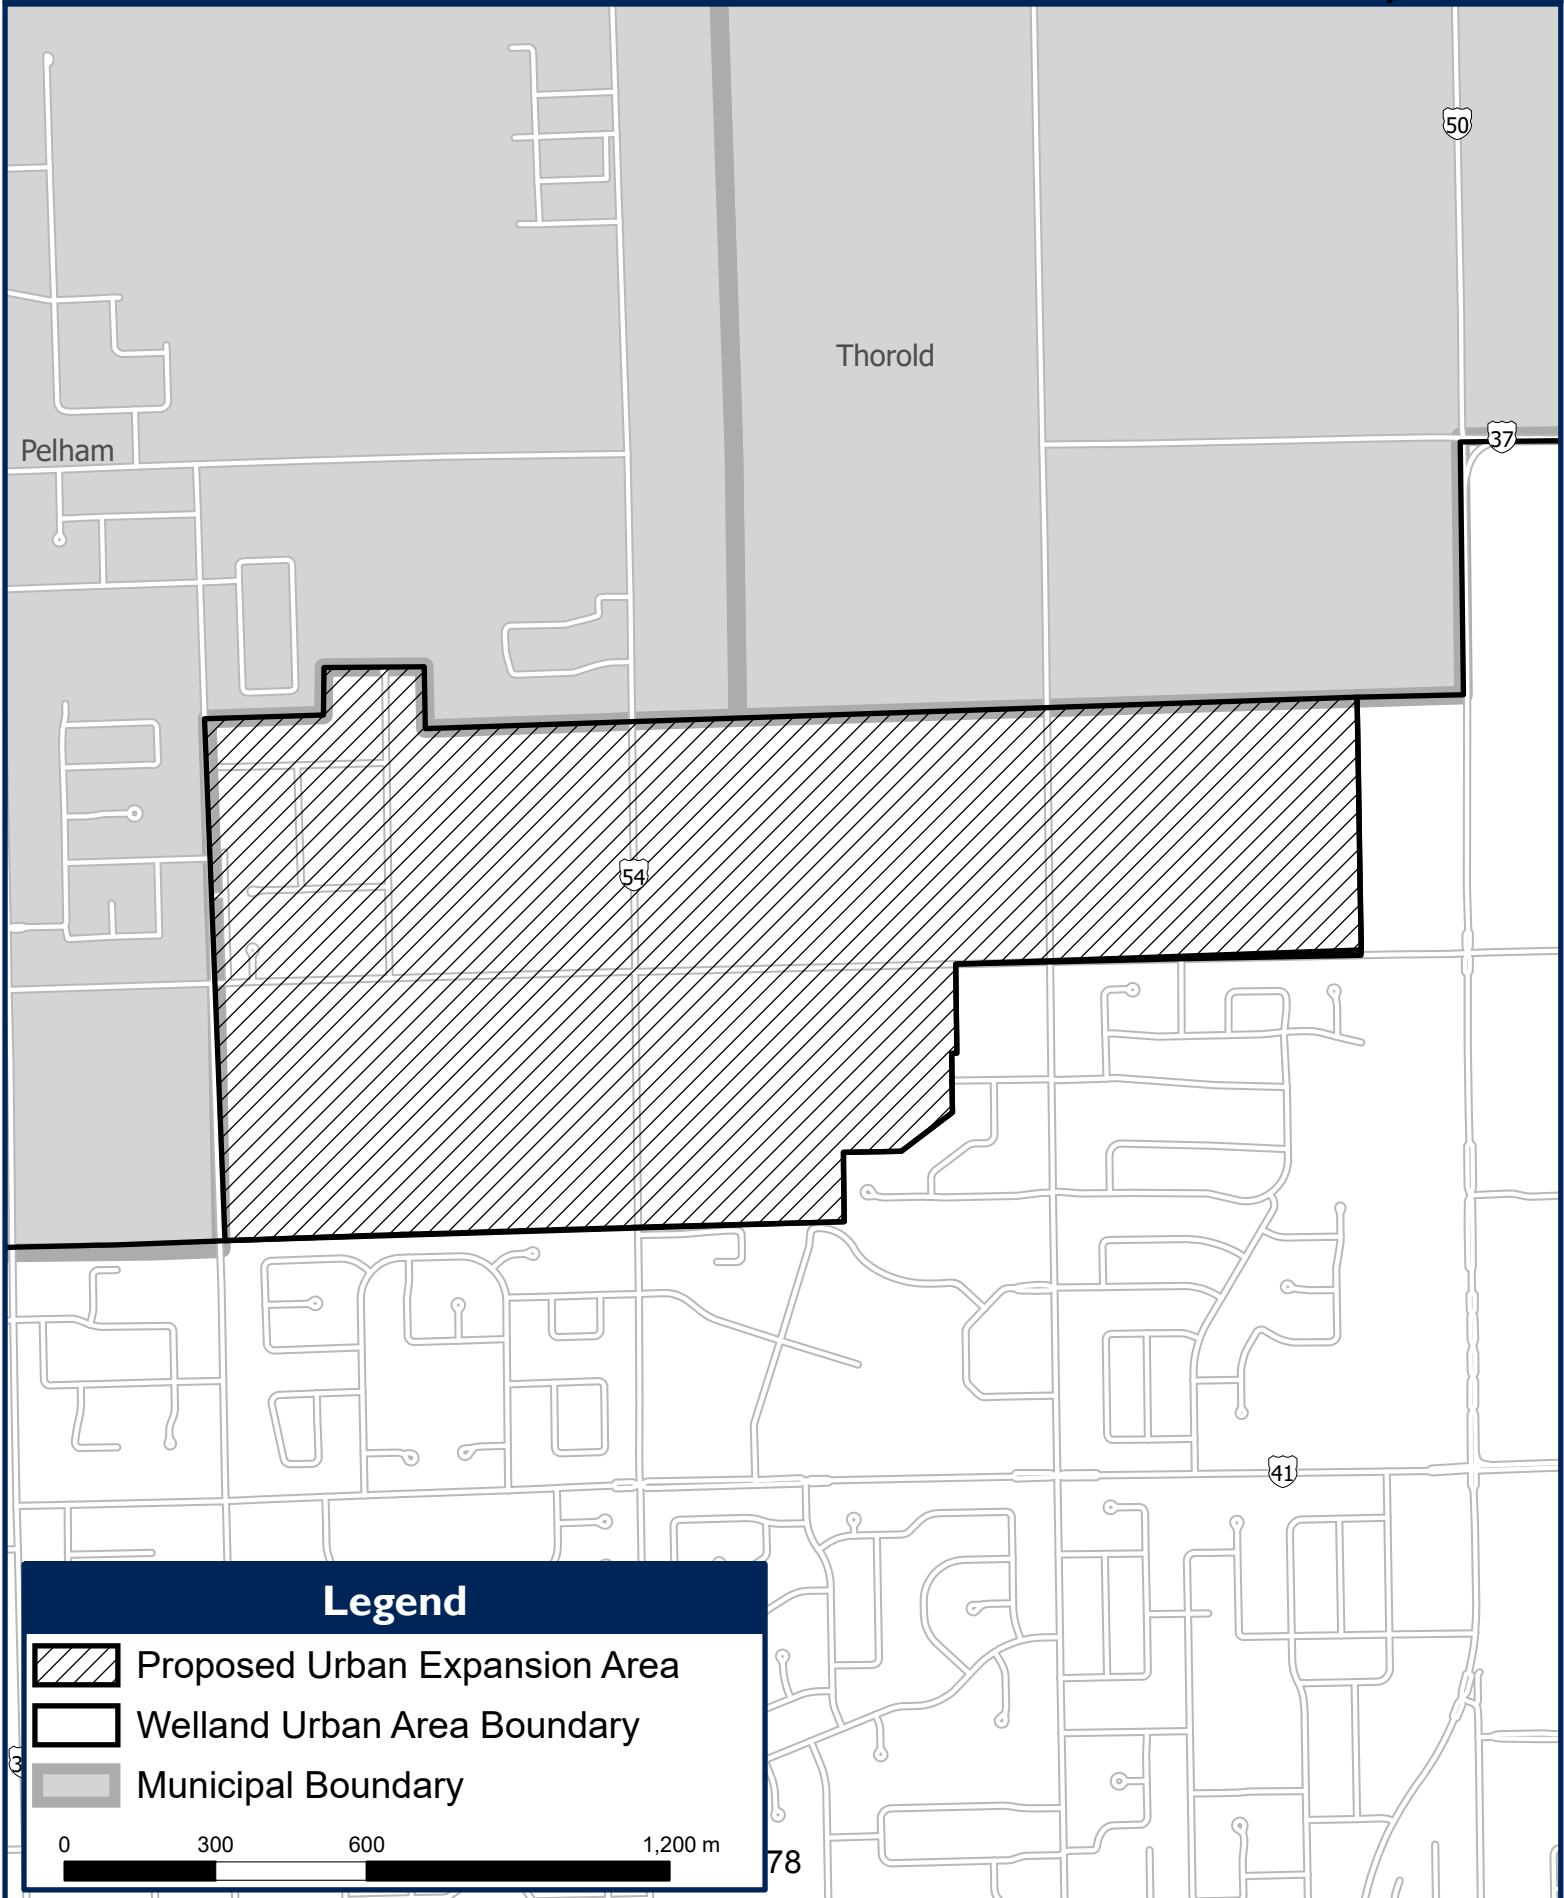 50
Thorold
37
Pelham
54
41
Legend
Proposed Urban Expansion Area
Welland Urban Area Boundary
3
Municipal Boundary
0 300 600 1,200 m
78